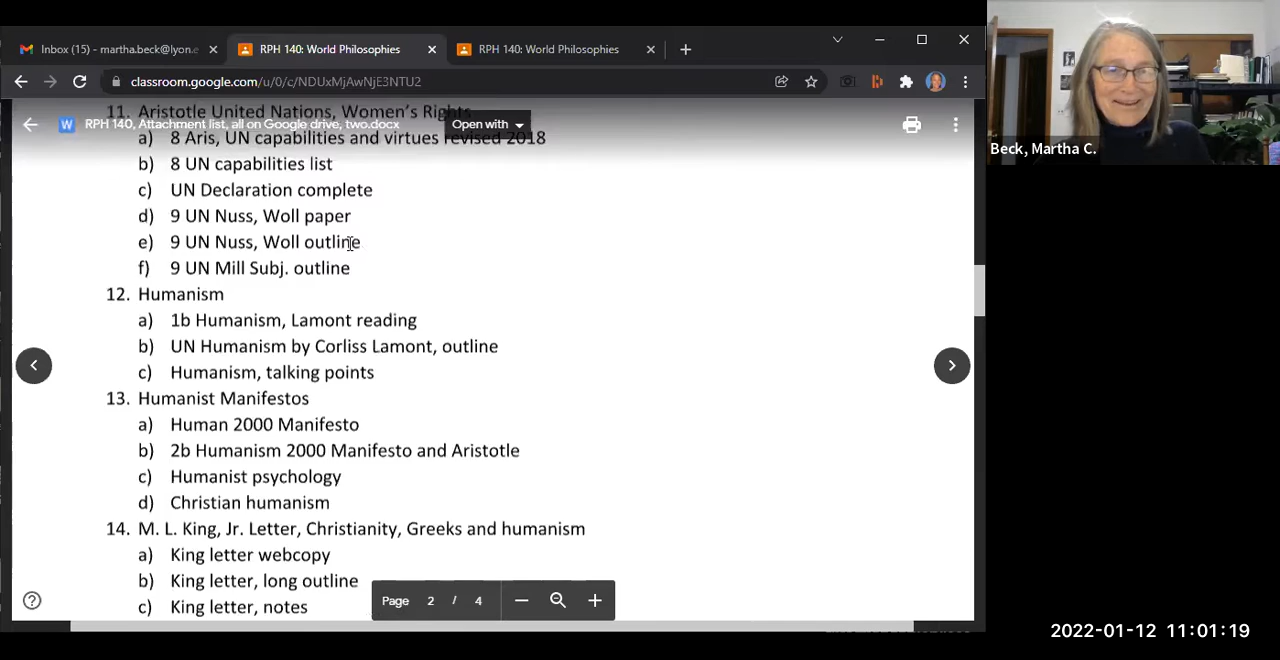 Inbox (15) - martha.beck@lyon.e
RPH 140: World Philosophies
RPH 140: World Philosophies
classroom.google.com/u/0/c/NDUxMjAwNjE3NTU2
11. Aristotle United Nations, Women's Rights
RPH 140, Attachment list, all on Google drive, two.docx
Open with
a) 8 Aris, UN capabilities and virtues revised 2018
b) 8 UN capabilities list
c) UN Declaration complete
d) 9 UN Nuss, Woll paper
e) 9 UN Nuss, Woll outline
f) 9 UN Mill Subj. outline
12. Humanism
a) 1b Humanism, Lamont reading
b) UN Humanism by Corliss Lamont, outline
c) Humanism, talking points
13. Humanist Manifestos
a) Human 2000 Manifesto
b) 2b Humanism 2000 Manifesto and Aristotle
c) Humanist psychology
d) Christian humanism
14. M. L. King, Jr. Letter, Christianity, Greeks and humanism
a) King letter webcopy
b) King letter, long outline
c) King letter, notes
Page 2 / 4
Beck, Martha C.
2022-01-12 11:01:19